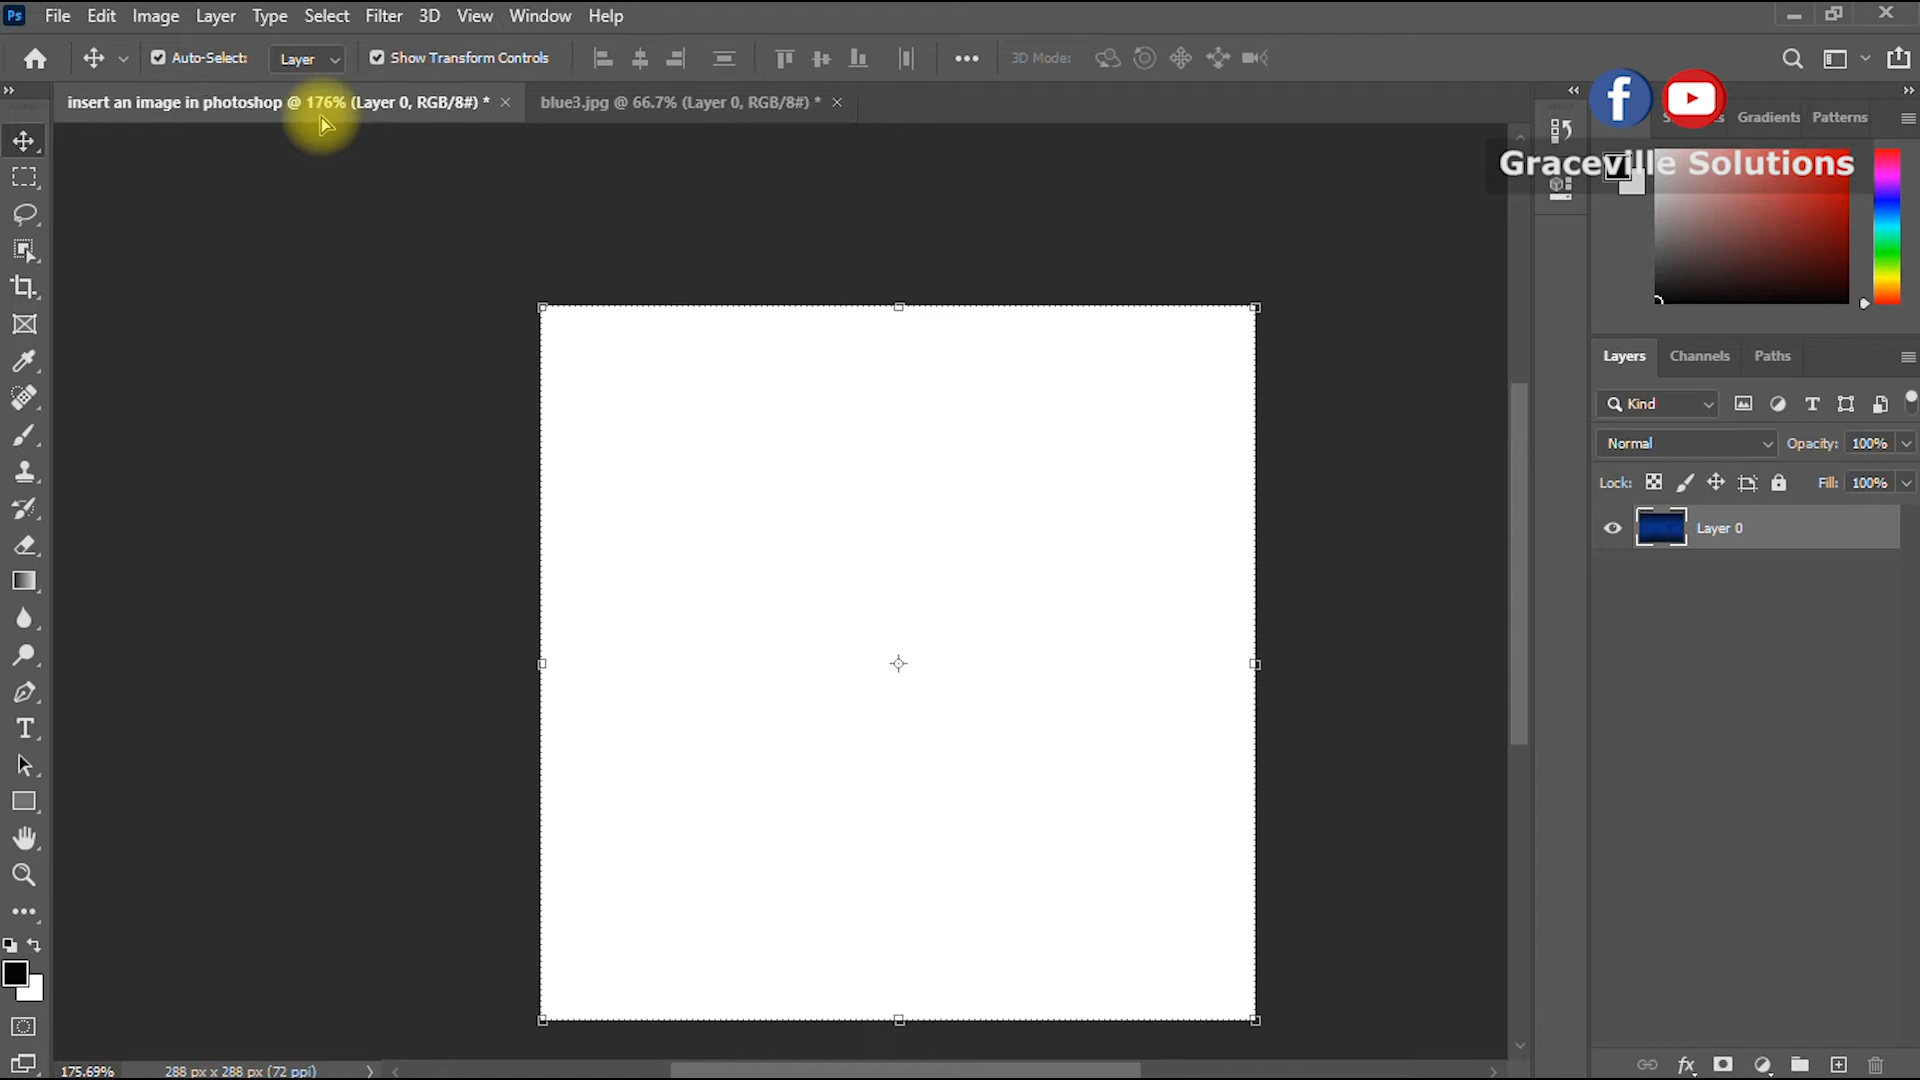 Ps File Edit Image Layer Type Select Filter 3D View Window Help
Auto-Select: Layer Show Transform Controls 3D Mode:
insert an image in photoshop @ 176% (Layer 0, RGB/8#) * blue3.jpg @ 66.7% (Layer 0, RGB/8#) *
Gradients Patterns
Graceville Solutions
Layers Channels Paths
Kind
Normal Opacity: 100%
Lock: Fill: 100%
Layer 0
175.69% 288 px x 288 px (72 ppi)